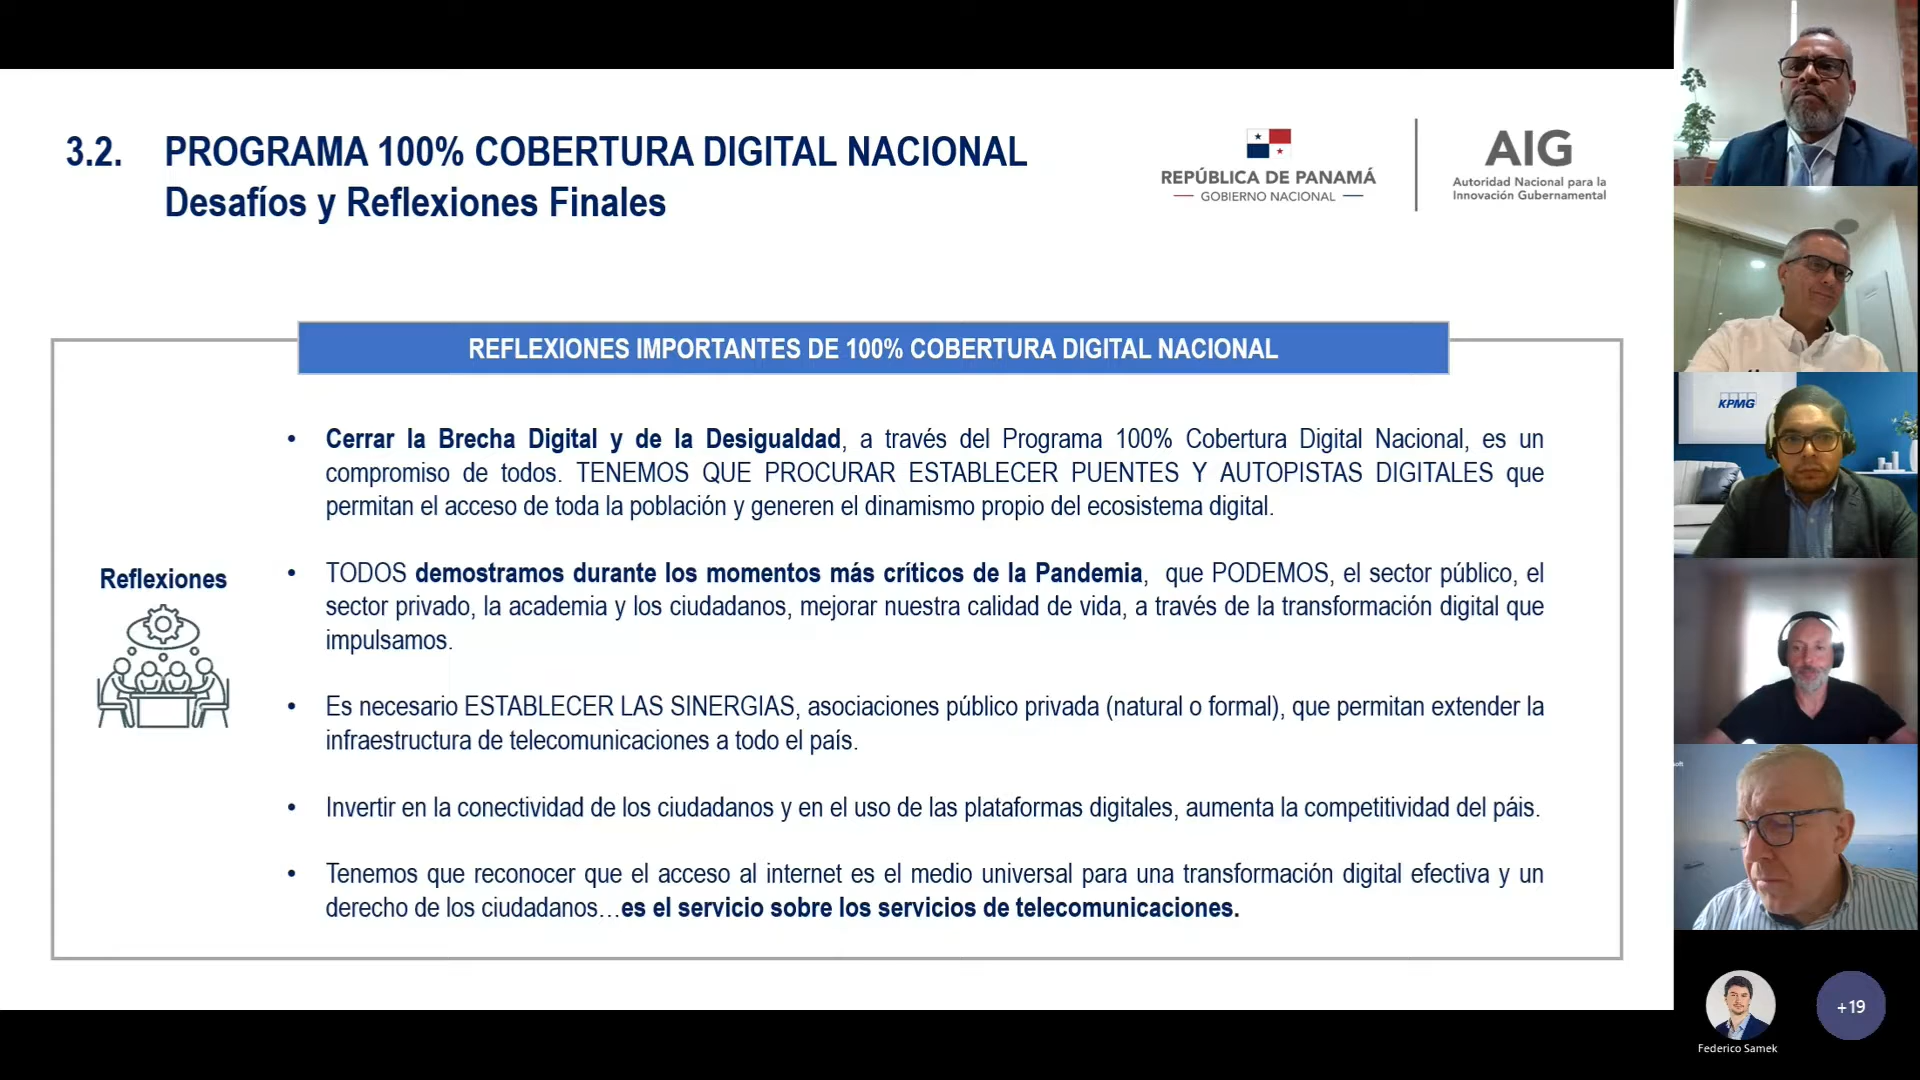 3.2. PROGRAMA 100% COBERTURA DIGITAL NACIONAL
Desafíos y Reflexiones Finales
REPÚBLICA DE PANAMÁ
GOBIERNO NACIONAL
AIG
Autoridad Nacional para la
Innovación Gubernamental
REFLEXIONES IMPORTANTES DE 100% COBERTURA DIGITAL NACIONAL
Reflexiones
• Cerrar la Brecha Digital y de la Desigualdad, a través del Programa 100% Cobertura Digital Nacional, es un
compromiso de todos. TENEMOS QUE PROCURAR ESTABLECER PUENTES Y AUTOPISTAS DIGITALES que
permitan el acceso de toda la población y generen el dinamismo propio del ecosistema digital.
• TODOS demostramos durante los momentos más críticos de la Pandemia, que PODEMOS, el sector público, el
sector privado, la academia y los ciudadanos, mejorar nuestra calidad de vida, a través de la transformación digital que
impulsamos.
• Es necesario ESTABLECER LAS SINERGIAS, asociaciones público privada (natural o formal), que permitan extender la
infraestructura de telecomunicaciones a todo el país.
• Invertir en la conectividad de los ciudadanos y en el uso de las plataformas digitales, aumenta la competitividad del páis.
• Tenemos que reconocer que el acceso al internet es el medio universal para una transformación digital efectiva y un
derecho de los ciudadanos…es el servicio sobre los servicios de telecomunicaciones.
KPMG
Federico Samek
+19